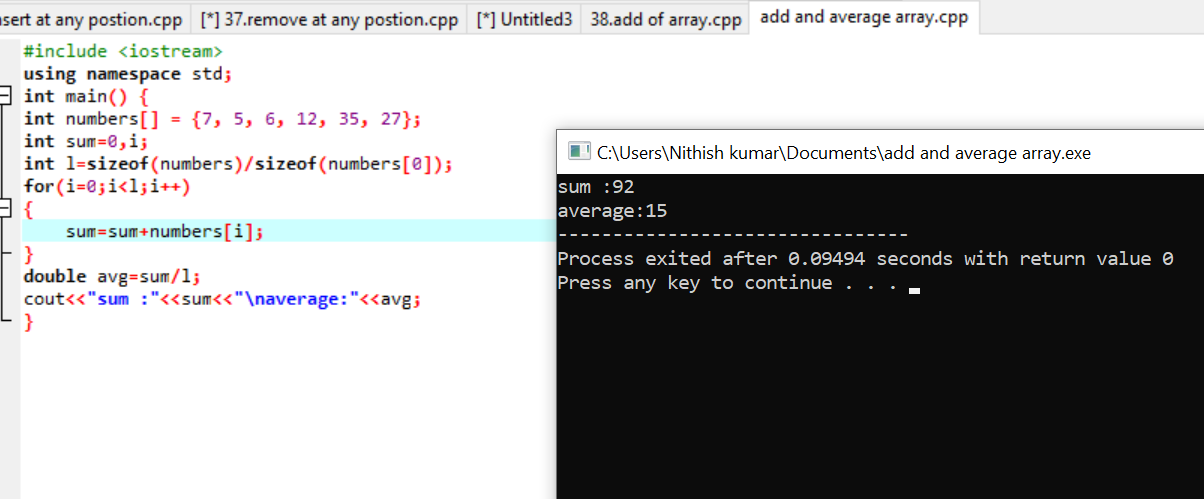 sert at any postion.cpp [*] 37.remove at any postion.cpp [*] Untitled3 38.add of array.cpp add and average array.cpp
#include <iostream>
using namespace std;
int main() {
int numbers[] = {7, 5, 6, 12, 35, 27};
int sum=0,i;
int l=sizeof(numbers)/sizeof(numbers[0]);
for(i=0;i<l;i++)
{
sum=sum+numbers[i];
}
double avg=sum/l;
cout<<"sum :"<<sum<<"\naverage:"<<avg;
}
C:\Users\Nithish kumar\Documents\add and average array.exe
sum :92
average:15
--------------------------------
Process exited after 0.09494 seconds with return value 0
Press any key to continue . . .